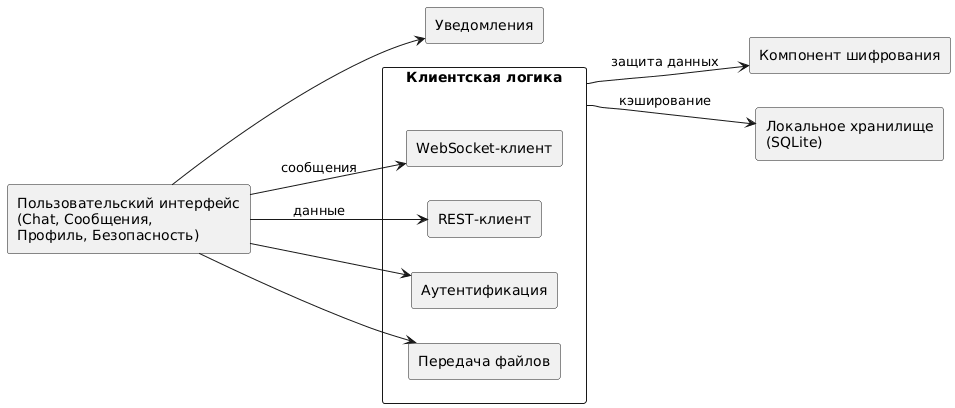 Уведомления
Клиентская логика
защита данных
Компонент шифрования
кэширование
Локальное хранилище
(SQLite)
WebSocket-клиент
сообщения
Пользовательский интерфейс
(Chat, Сообщения,
Профиль, Безопасность)
данные
REST-клиент
Аутентификация
Передача файлов